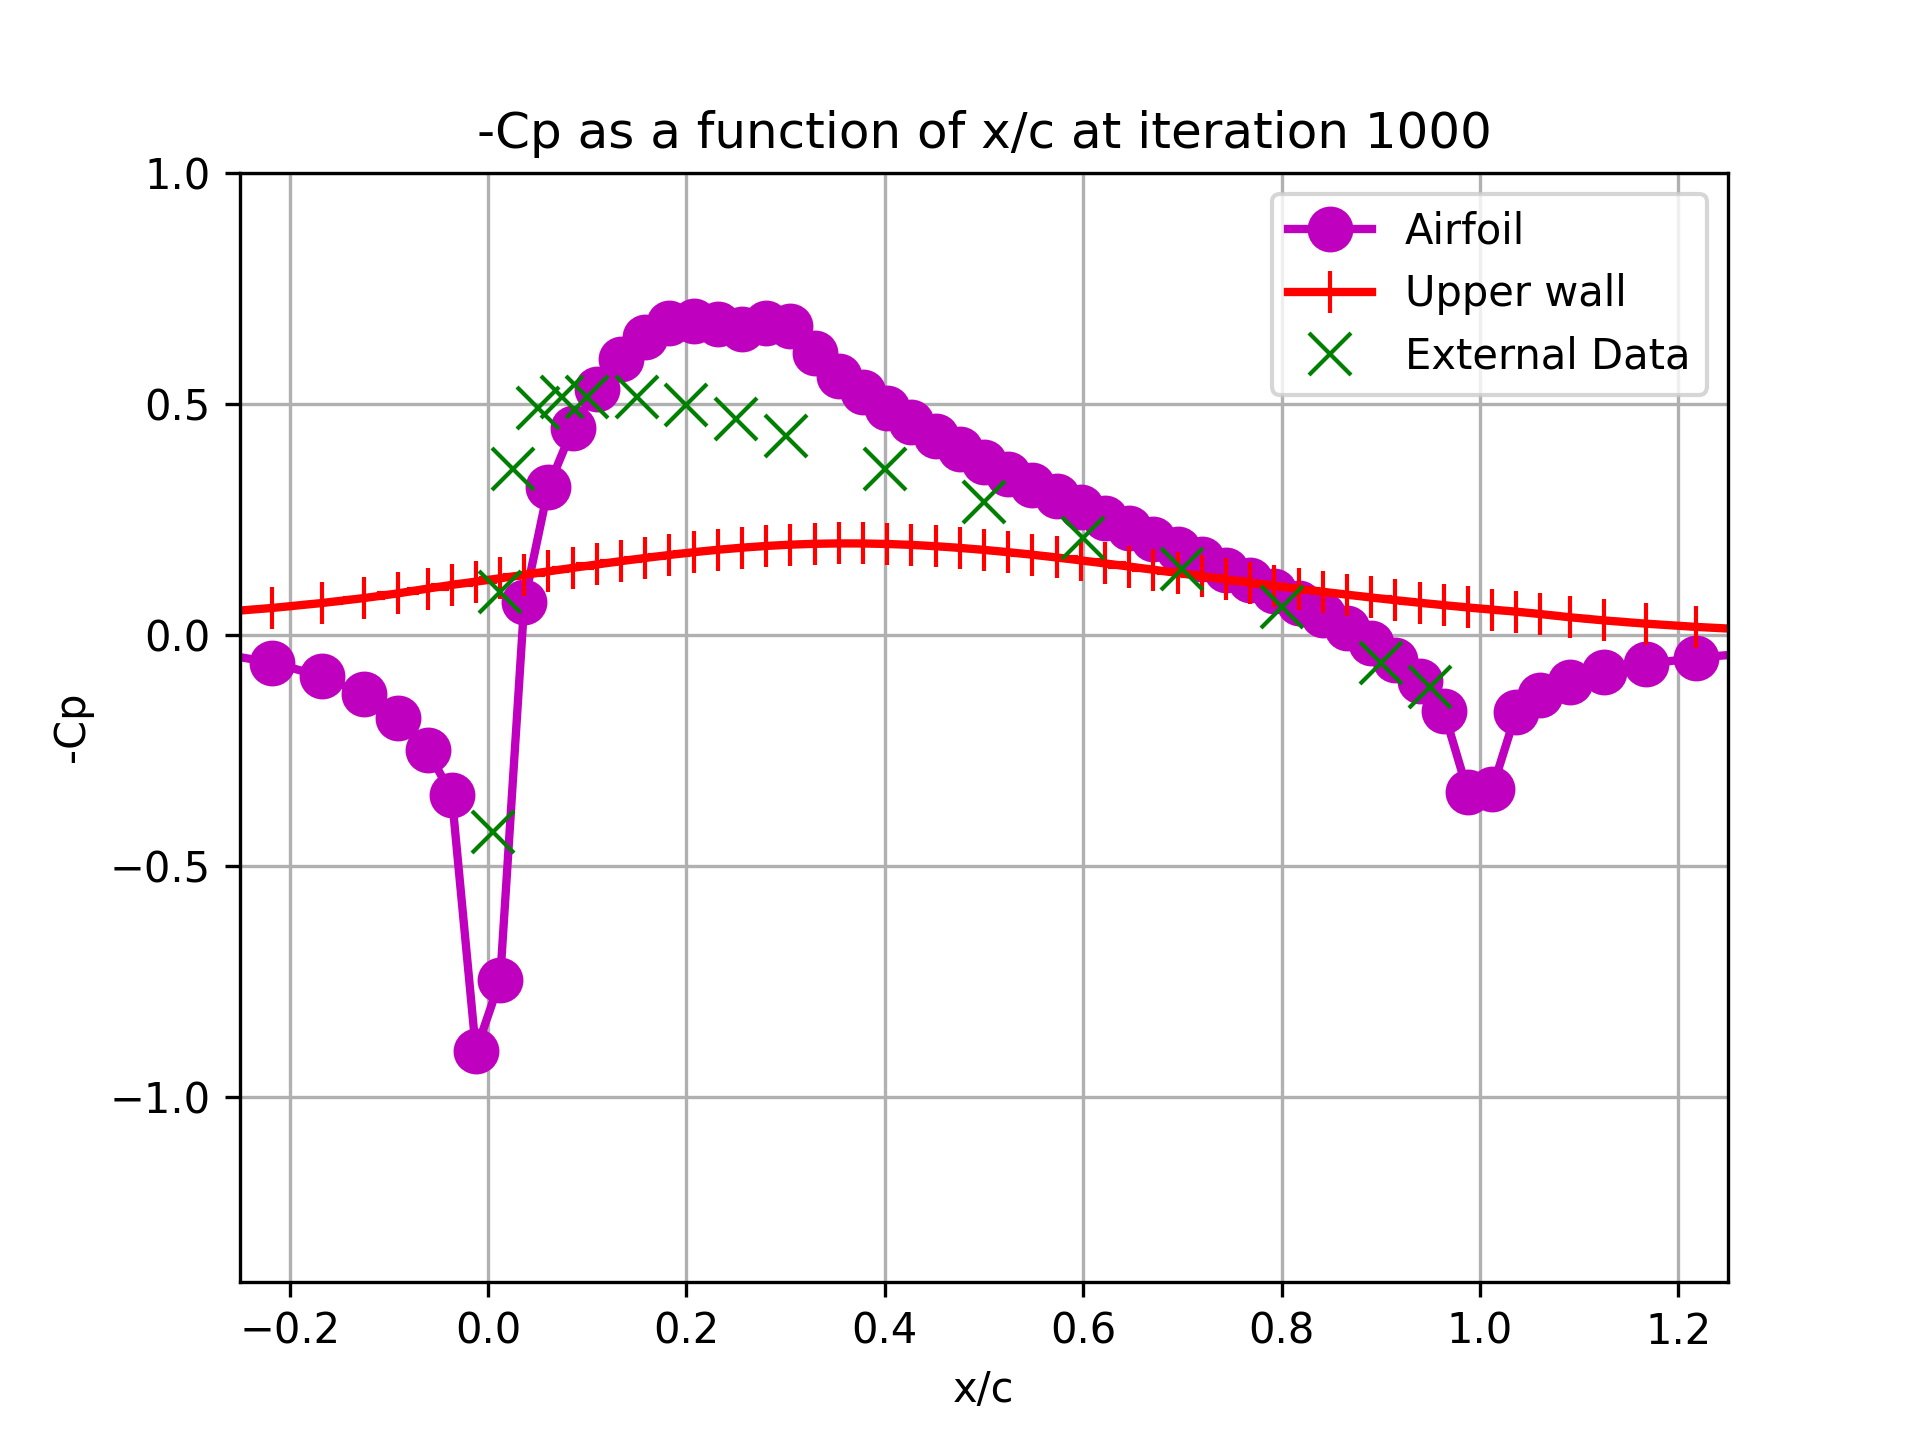 -Cp as a function of x/c at iteration 1000
1.0
0.5
0.0
−0.5
−1.0
-Cp
Airfoil
Upper wall
External Data
−0.2 0.0 0.2 0.4 0.6 0.8 1.0 1.2
x/c